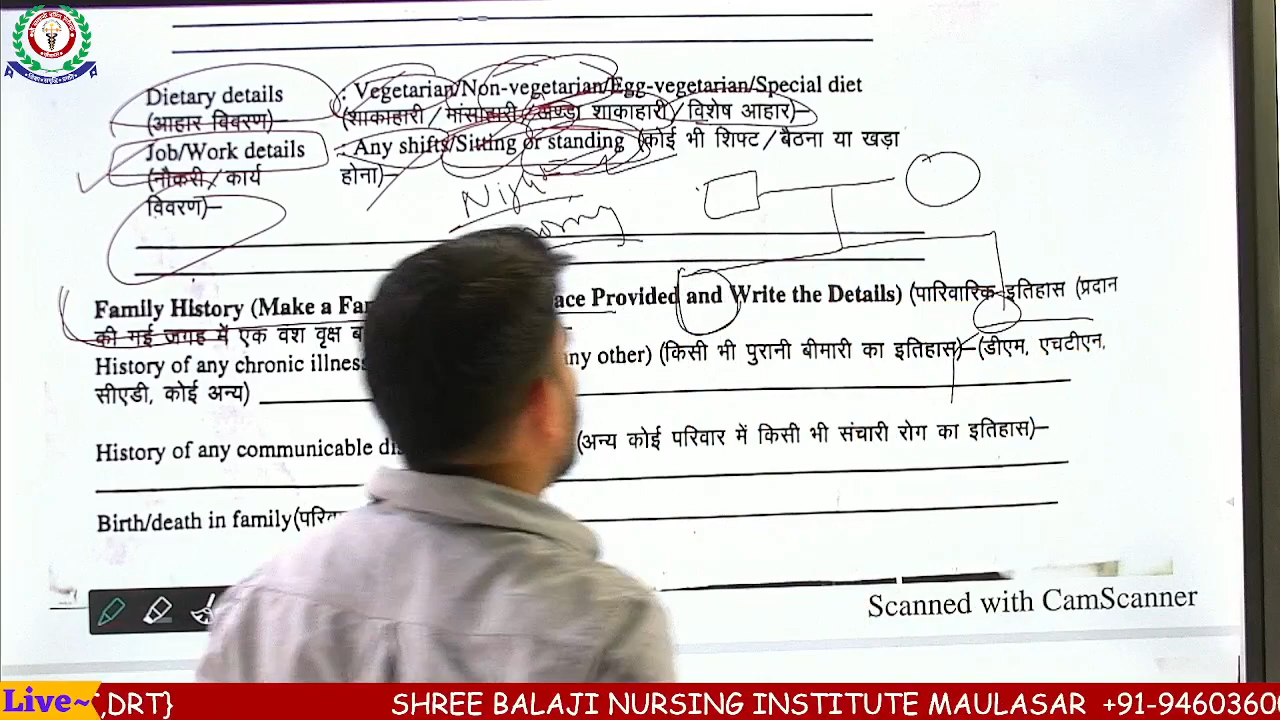 Dietary details : Vegetarian/Non-vegetarian/Egg-vegetarian/Special diet
(आहार विवरण)– (शाकाहारी / मांसाहारी / अण्डा शाकाहारी / विशेष आहार)–
Job/Work details :- Any shifts/Sitting or standing (कोई भी शिफ्ट / बैठना या खड़ा
(नौकरी / कार्य होना)–
विवरण)–
Night
Family History (Make a Fa ace Provided and Write the Details) (पारिवारिक इतिहास (प्रदान
की गई जगह में एक वंश वृक्ष ब
History of any chronic illness ny other) (किसी भी पुरानी बीमारी का इतिहास)–(डीएम, एचटीएन,
सीएडी, कोई अन्य)
History of any communicable dis (अन्य कोई परिवार में किसी भी संचारी रोग का इतिहास)–
Birth/death in family(परि
Scanned with CamScanner
Live~ ,DRT} SHREE BALAJI NURSING INSTITUTE MAULASAR +91-9460360